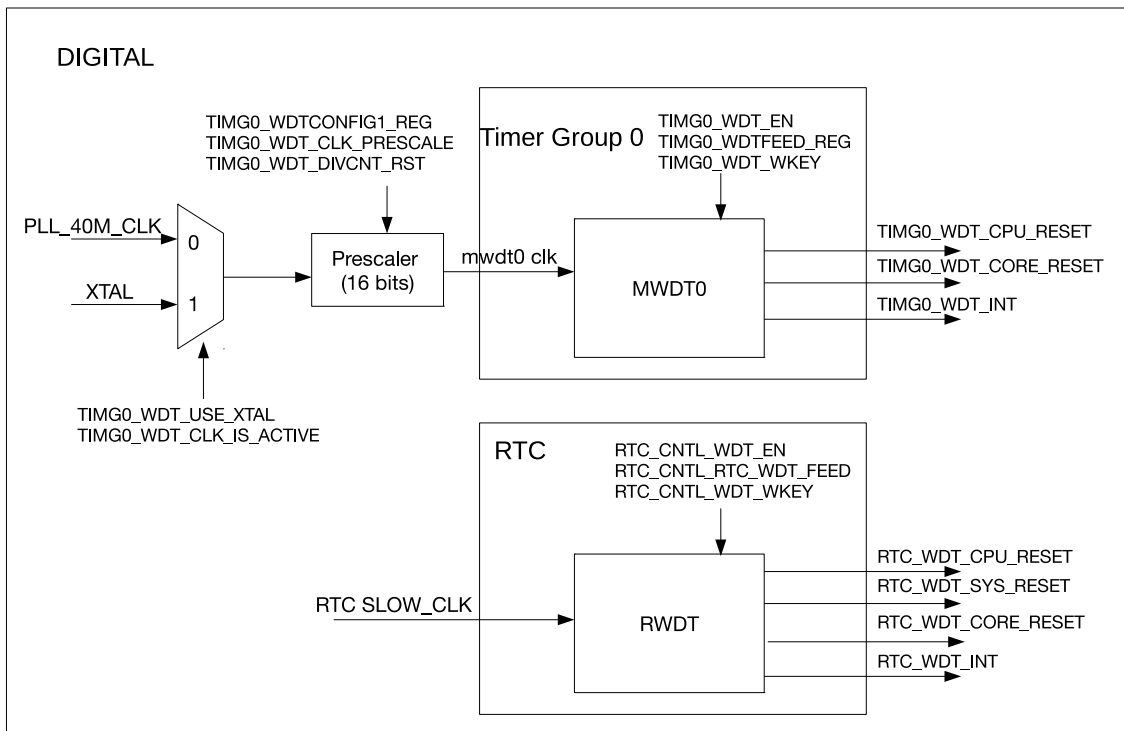 DIGITAL
TIMG0_WDTCONFIG1_REG
TIMG0_WDT_CLK_PRESCALE
TIMG0_WDT_DIVCNT_RST
Timer Group 0
TIMG0_WDT_EN
TIMG0_WDTFEED_REG
TIMG0_WDT_WKEY
PLL_40M_CLK
0
XTAL
1
Prescaler
(16 bits)
mwdt0 clk
MWDT0
TIMG0_WDT_CPU_RESET
TIMG0_WDT_CORE_RESET
TIMG0_WDT_INT
TIMG0_WDT_USE_XTAL
TIMG0_WDT_CLK_IS_ACTIVE
RTC
RTC_CNTL_WDT_EN
RTC_CNTL_RTC_WDT_FEED
RTC_CNTL_WDT_WKEY
RTC SLOW_CLK
RWDT
RTC_WDT_CPU_RESET
RTC_WDT_SYS_RESET
RTC_WDT_CORE_RESET
RTC_WDT_INT